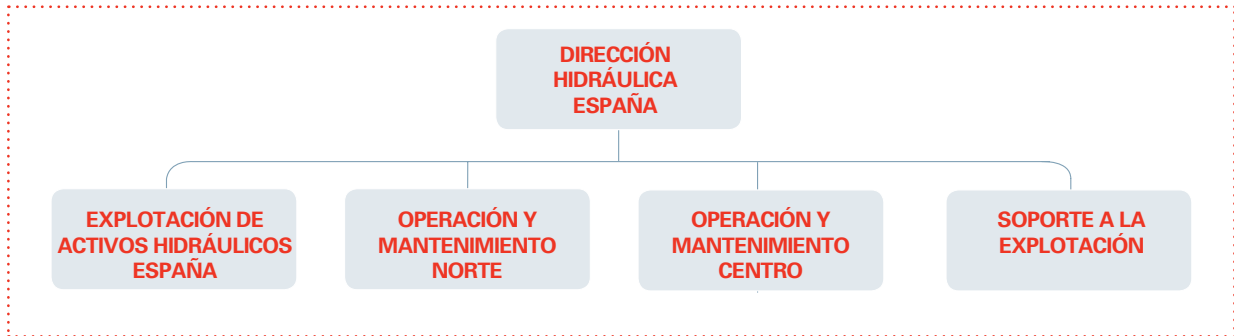 DIRECCIÓN
HIDRÁULICA
ESPAÑA
EXPLOTACIÓN DE
ACTIVOS HIDRÁULICOS
ESPAÑA
OPERACIÓN Y
MANTENIMIENTO
NORTE
OPERACIÓN Y
MANTENIMIENTO
CENTRO
SOPORTE A LA
EXPLOTACIÓN